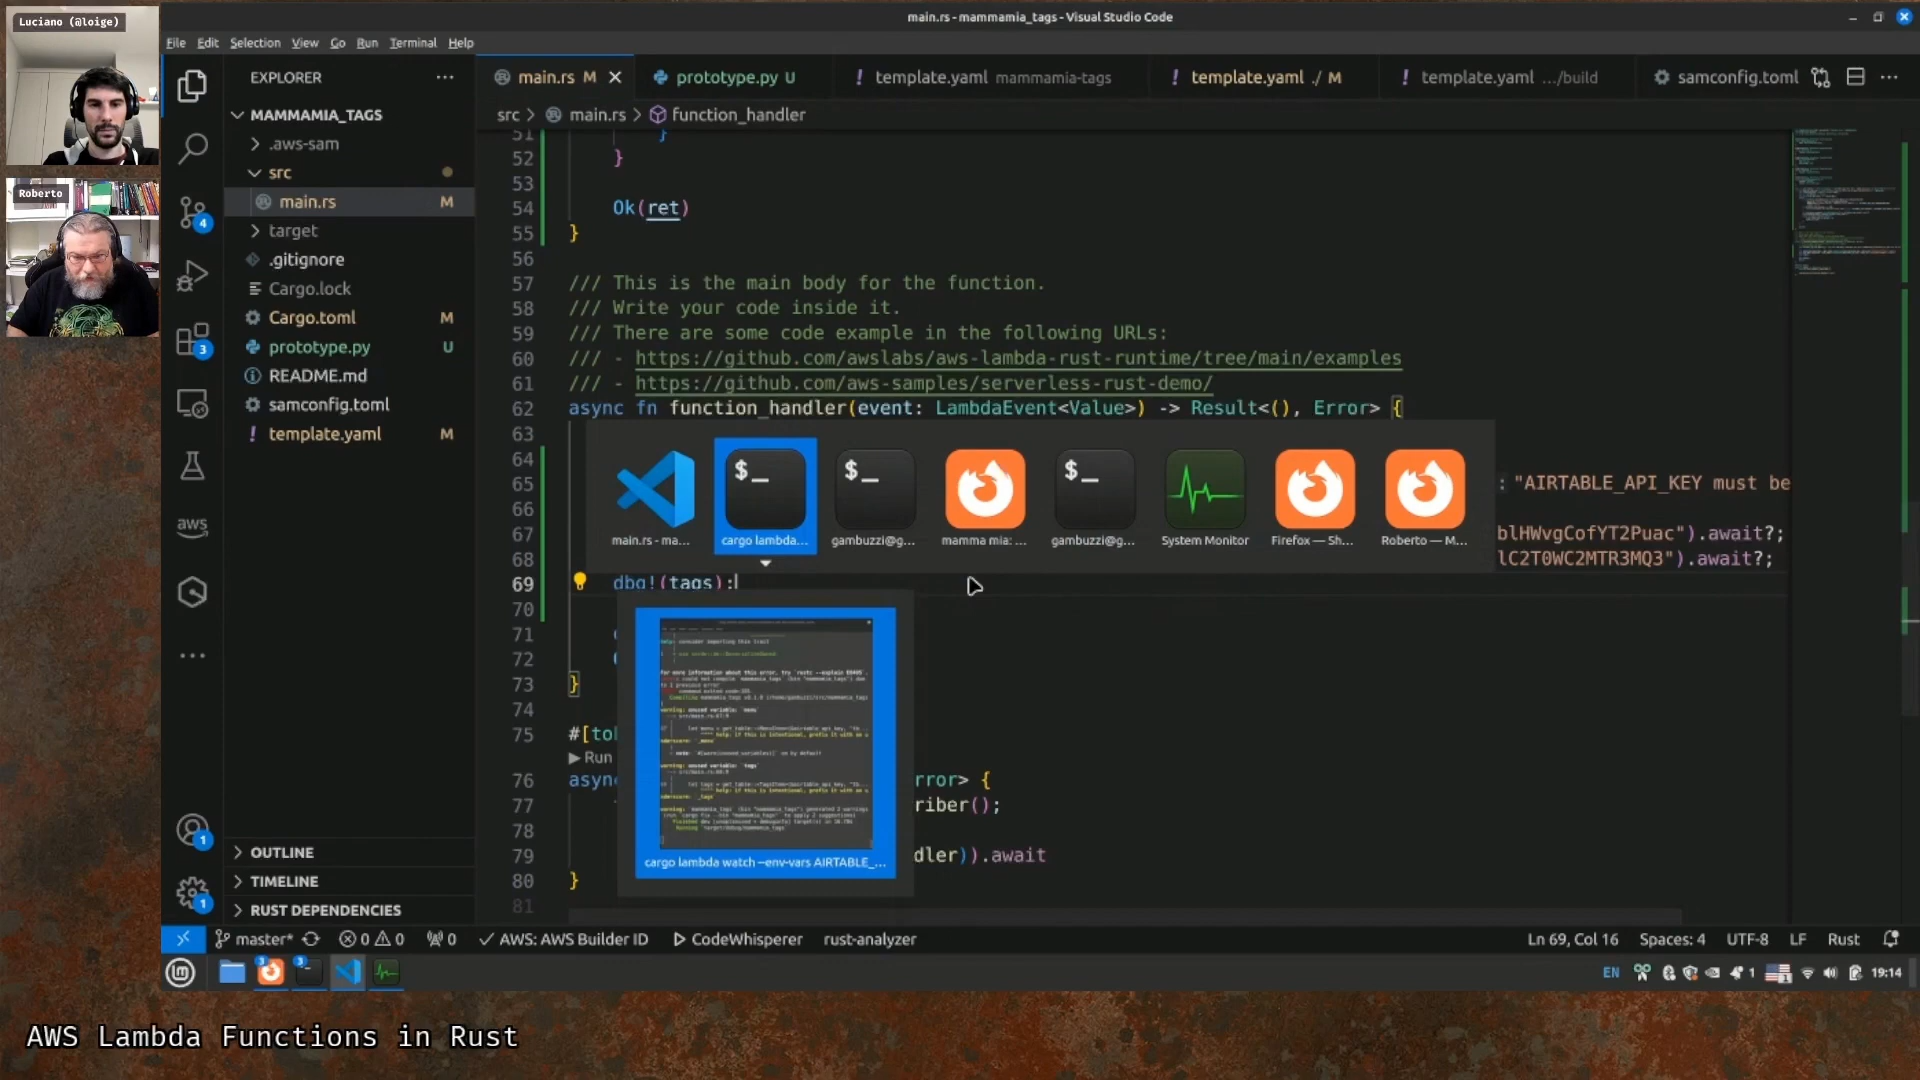 Luciano (@loige)
Roberto
main.rs - mammamia_tags - Visual Studio Code
File Edit Selection View Go Run Terminal Help
EXPLORER
MAMMAMIA_TAGS
.aws-sam
src
main.rs M
target
.gitignore
Cargo.lock
Cargo.toml M
prototype.py U
README.md
samconfig.toml
template.yaml M
OUTLINE
TIMELINE
RUST DEPENDENCIES
main.rs M prototype.py U template.yaml mammamia-tags template.yaml ./ M template.yaml .../build samconfig.toml
src > main.rs > function_handler
51 }
52 }
53
54 Ok(ret)
55 }
56
57 /// This is the main body for the function.
58 /// Write your code inside it.
59 /// There are some code example in the following URLs:
60 /// - https://github.com/awslabs/aws-lambda-rust-runtime/tree/main/examples
61 /// - https://github.com/aws-samples/serverless-rust-demo/
62 async fn function_handler(event: LambdaEvent<Value>) -> Result<(), Error> {
63
64
65 : "AIRTABLE_API_KEY must be
66
67 blHWvgCofYT2Puac").await?;
68 lC2T0WC2MTR3MQ3").await?;
69 dbg!(tags);
70
71
72
73 }
74
75 #[to
Run
76 asyn rror> {
77 riber();
78
79 dler)).await
80 }
81
main.rs - ma... cargo lambda... gambuzzi@g... mamma mia: ... gambuzzi@g... System Monitor Firefox — Sh... Roberto — M...
cargo lambda watch --env-vars AIRTABLE_...
aws
4
3
1
1
master* 0 0 0 AWS: AWS Builder ID CodeWhisperer rust-analyzer Ln 69, Col 16 Spaces: 4 UTF-8 LF Rust
3 3 EN 1 19:14
AWS Lambda Functions in Rust